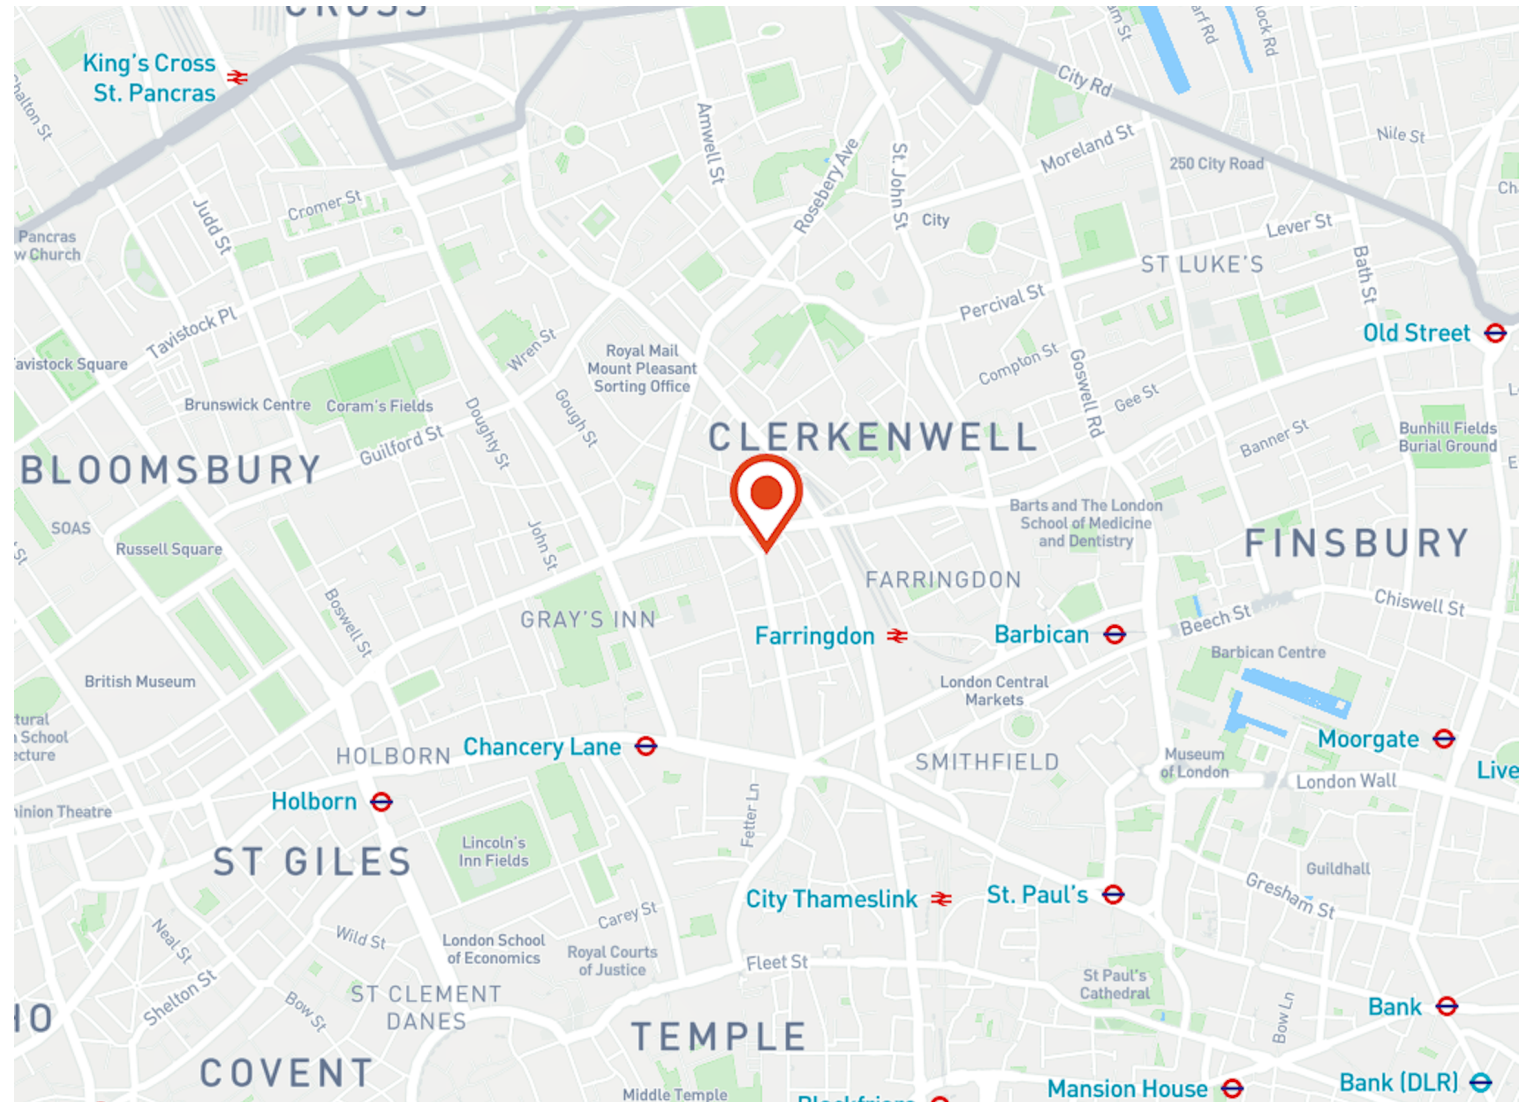 CROSS
King's Cross
St. Pancras
Amwell St
City Rd
Moreland St
Nile St
250 City Road
Rosebery Ave
St. John St
Cromer St
Judd St
City
Lever St
Pancras
ST LUKE'S
Bath St
Percival St
Tavistock Pl
Old Street
Wren St
Royal Mail
Mount Pleasant
Sorting Office
Compton St
Goswell Rd
Gee St
Brunswick Centre
Coram's Fields
Doughty St
Gough St
Guilford St
CLERKENWELL
Banner St
Bunhill Fields
Burial Ground
BLOOMSBURY
SOAS
Russell Square
John St
Barts and The London
School of Medicine
and Dentistry
FINSBURY
FARRINGDON
Boswell St
GRAY'S INN
Chiswell St
Beech St
Farringdon
Barbican
Barbican Centre
British Museum
London Central
Markets
HOLBORN
Chancery Lane
SMITHFIELD
Museum
of London
Moorgate
London Wall
Holborn
Fetter Ln
Lincoln's
Inn Fields
ST GILES
Guildhall
Gresham St
City Thameslink
St. Paul's
Carey St
Neal St
Wild St
London School
of Economics
Royal Courts
of Justice
Fleet St
St Paul's
Cathedral
Shelton St
Bow St
ST CLEMENT
DANES
TEMPLE
Bow Ln
Bank
COVENT
Middle Temple
Mansion House
Bank (DLR)